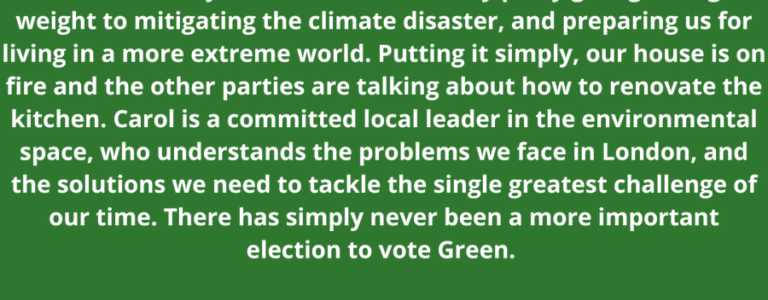 weight to mitigating the climate disaster, and preparing us for
living in a more extreme world. Putting it simply, our house is on
fire and the other parties are talking about how to renovate the
kitchen. Carol is a committed local leader in the environmental
space, who understands the problems we face in London, and
the solutions we need to tackle the single greatest challenge of
our time. There has simply never been a more important
election to vote Green.